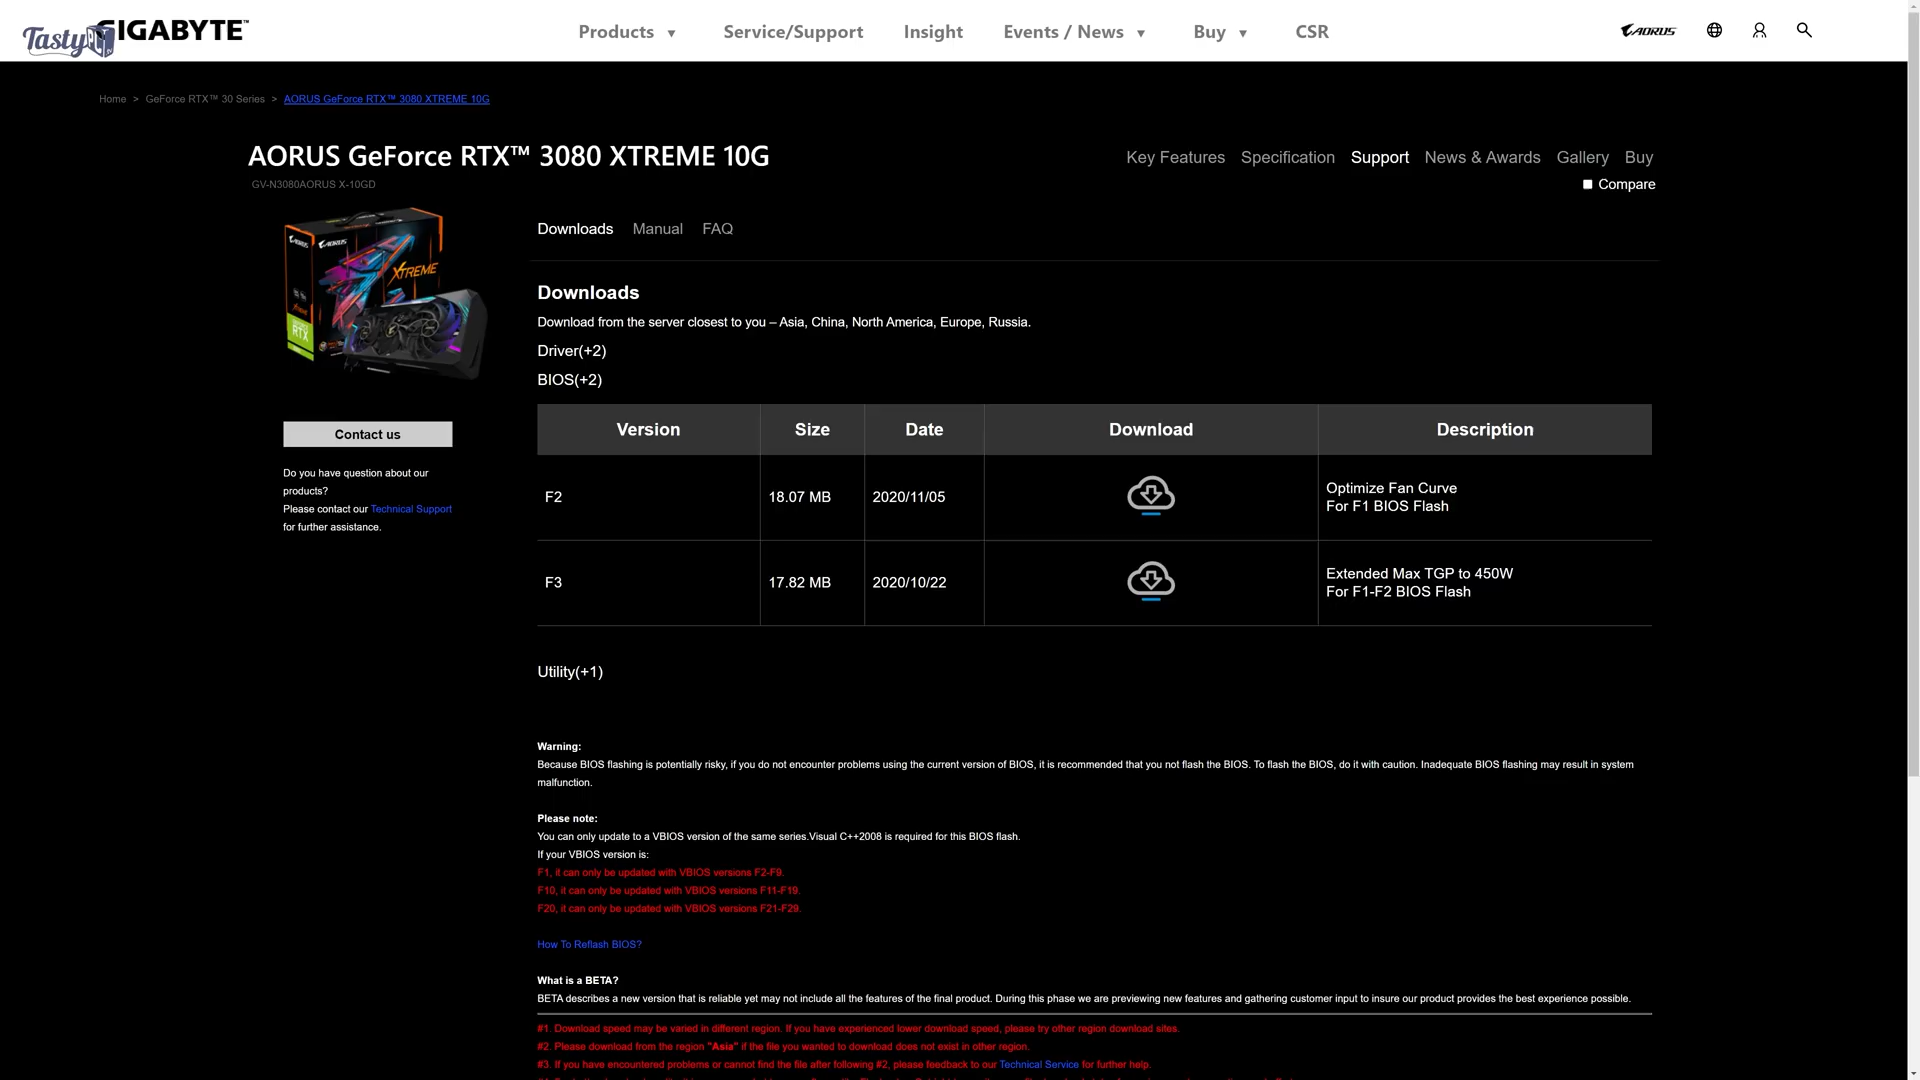 TastyPC
GIGABYTE™
Products ▼ Service/Support Insight Events / News ▼ Buy ▼ CSR
AORUS
Home > GeForce RTX™ 30 Series > AORUS GeForce RTX™ 3080 XTREME 10G
AORUS GeForce RTX™ 3080 XTREME 10G
GV-N3080AORUS X-10GD
Key Features Specification Support News & Awards Gallery Buy
Compare
AORUS
AORUS
XTREME
RTX
Downloads Manual FAQ
Downloads
Download from the server closest to you – Asia, China, North America, Europe, Russia.
Driver(+2)
BIOS(+2)
Version Size Date Download Description
F2 18.07 MB 2020/11/05 Optimize Fan Curve
For F1 BIOS Flash
F3 17.82 MB 2020/10/22 Extended Max TGP to 450W
For F1-F2 BIOS Flash
Utility(+1)
Contact us
Do you have question about our
products?
Please contact our Technical Support
for further assistance.
Warning:
Because BIOS flashing is potentially risky, if you do not encounter problems using the current version of BIOS, it is recommended that you not flash the BIOS. To flash the BIOS, do it with caution. Inadequate BIOS flashing may result in system
malfunction.
Please note:
You can only update to a VBIOS version of the same series.Visual C++2008 is required for this BIOS flash.
If your VBIOS version is:
F1, it can only be updated with VBIOS versions F2-F9.
F10, it can only be updated with VBIOS versions F11-F19.
F20, it can only be updated with VBIOS versions F21-F29.
How To Reflash BIOS?
What is a BETA?
BETA describes a new version that is reliable yet may not include all the features of the final product. During this phase we are previewing new features and gathering customer input to insure our product provides the best experience possible.
#1. Download speed may be varied in different region. If you have experienced lower download speed, please try other region download sites.
#2. Please download from the region "Asia" if the file you wanted to download does not exist in other region.
#3. If you have encountered problems or cannot find the file after following #2, please feedback to our Technical Service for further help.